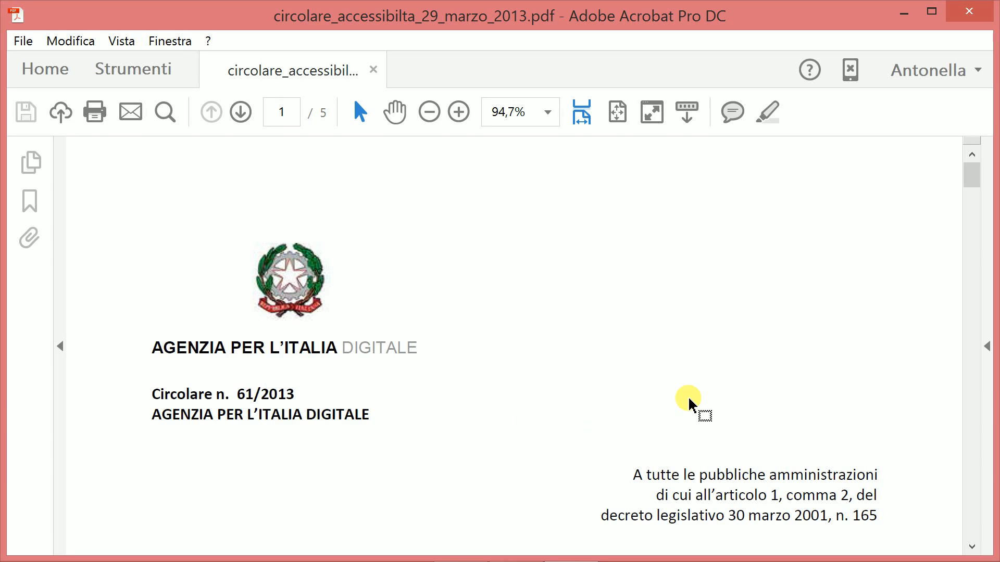 circolare_accessibilta_29_marzo_2013.pdf - Adobe Acrobat Pro DC
File Modifica Vista Finestra ?
Home Strumenti circolare_accessibil... Antonella
1 / 5 94,7%
AGENZIA PER L’ITALIA DIGITALE
Circolare n. 61/2013
AGENZIA PER L’ITALIA DIGITALE
A tutte le pubbliche amministrazioni
di cui all’articolo 1, comma 2, del
decreto legislativo 30 marzo 2001, n. 165